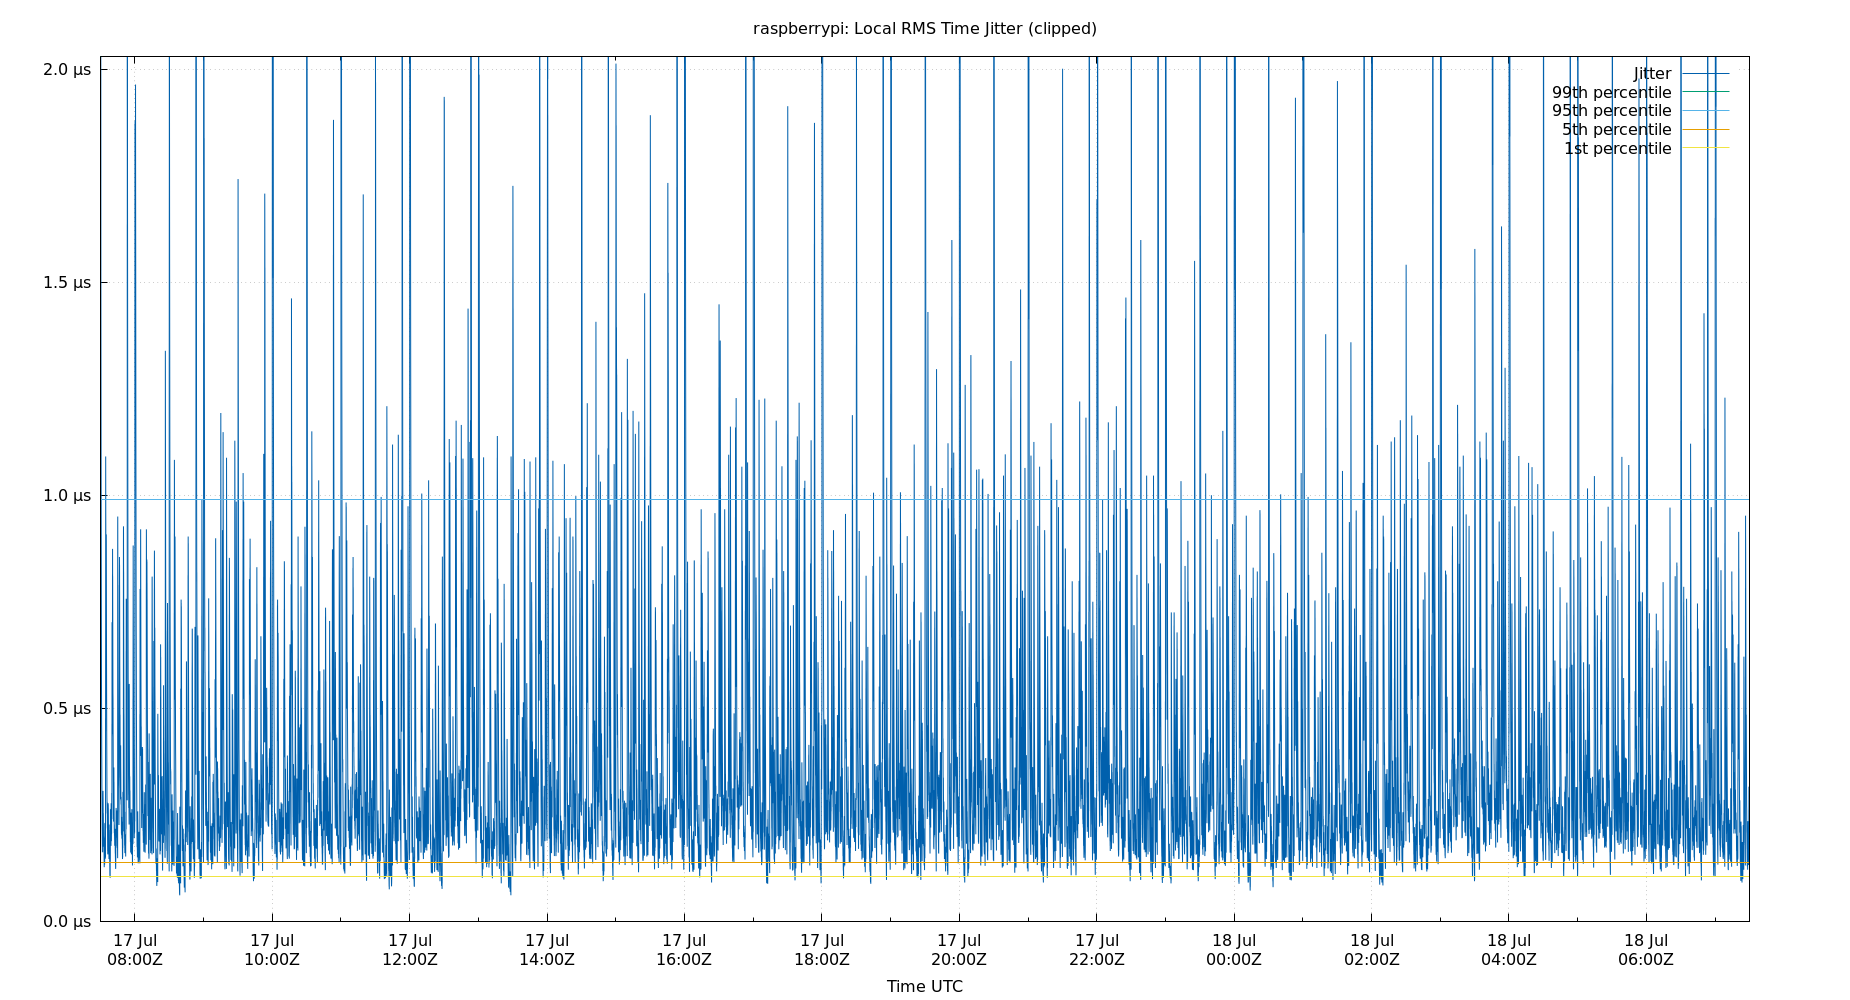 raspberrypi: Local RMS Time Jitter (clipped)
2.0 µs
1.5 µs
1.0 µs
0.5 µs
0.0 µs
Jitter
99th percentile
95th percentile
5th percentile
1st percentile
17 Jul 17 Jul 17 Jul 17 Jul 17 Jul 17 Jul 17 Jul 17 Jul 18 Jul 18 Jul 18 Jul 18 Jul
08:00Z 10:00Z 12:00Z 14:00Z 16:00Z 18:00Z 20:00Z 22:00Z 00:00Z 02:00Z 04:00Z 06:00Z
Time UTC